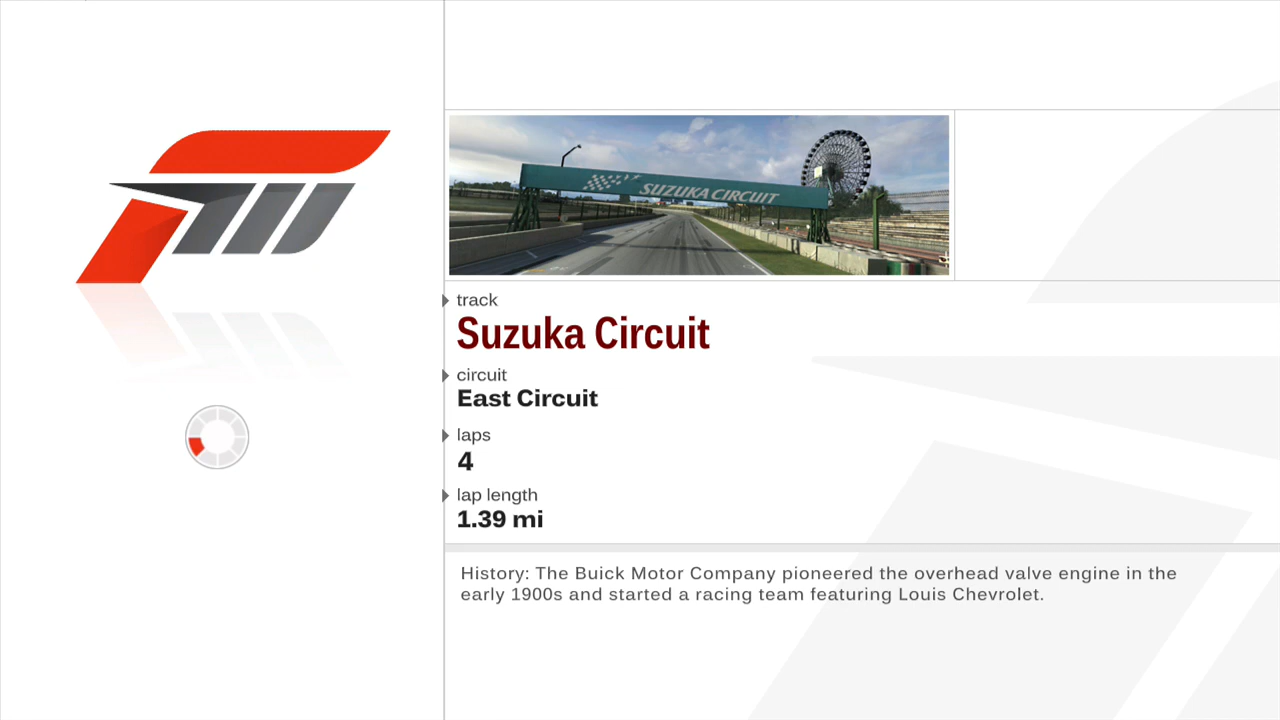 SUZUKA CIRCUIT
track
Suzuka Circuit
circuit
East Circuit
laps
4
lap length
1.39 mi
History: The Buick Motor Company pioneered the overhead valve engine in the
early 1900s and started a racing team featuring Louis Chevrolet.